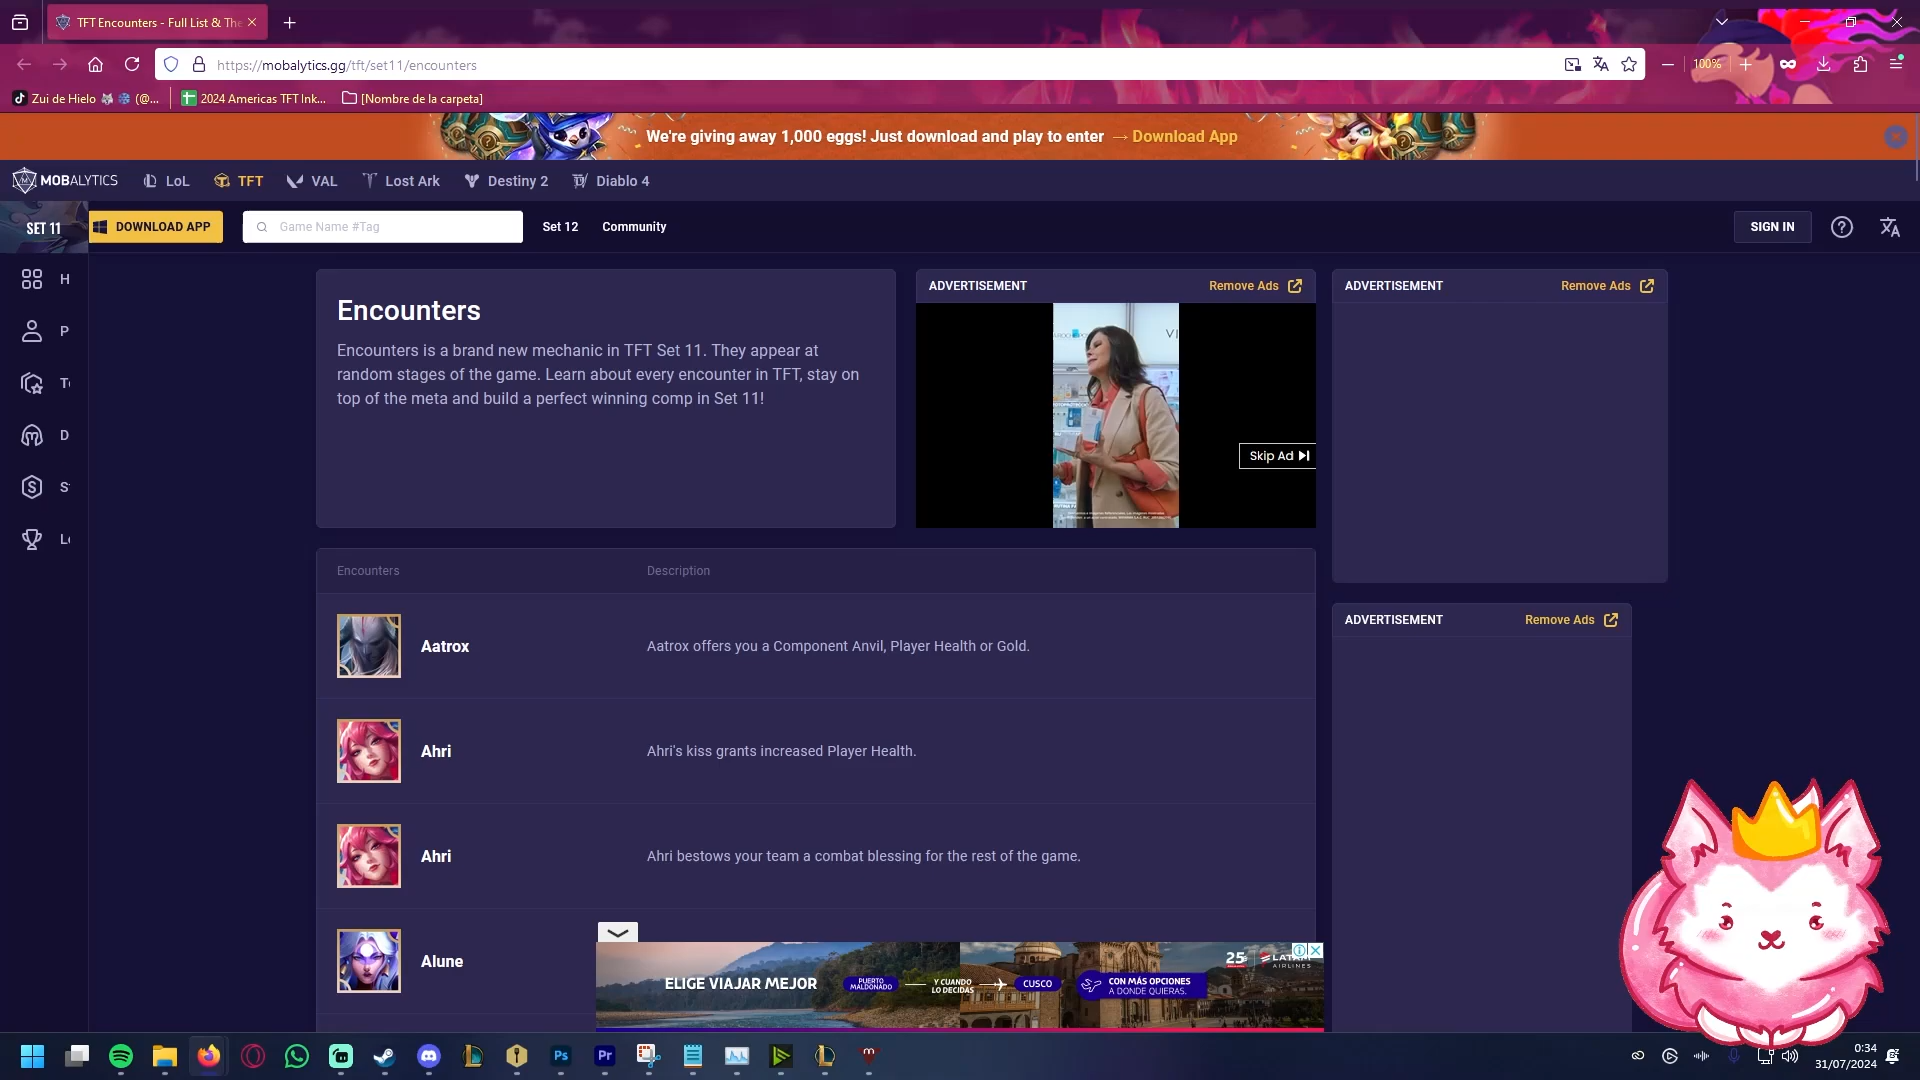 TFT Encounters - Full List & The
https://mobalytics.gg/tft/set11/encounters
100%
Zui de Hielo
(@...
2024 Americas TFT Ink...
[Nombre de la carpeta]
We're giving away 1,000 eggs! Just download and play to enter → Download App
MOBALYTICS
LoL
TFT
VAL
Lost Ark
Destiny 2
Diablo 4
SET 11
DOWNLOAD APP
Game Name #Tag
Set 12
Community
SIGN IN
H
P
T
D
S
L
Encounters
Encounters is a brand new mechanic in TFT Set 11. They appear at
random stages of the game. Learn about every encounter in TFT, stay on
top of the meta and build a perfect winning comp in Set 11!
ADVERTISEMENT
Remove Ads
Skip Ad
ADVERTISEMENT
Remove Ads
ADVERTISEMENT
Remove Ads
Encounters
Description
Aatrox
Aatrox offers you a Component Anvil, Player Health or Gold.
Ahri
Ahri's kiss grants increased Player Health.
Ahri
Ahri bestows your team a combat blessing for the rest of the game.
Alune
ELIGE VIAJAR MEJOR
PUERTO
MALDONADO
Y CUANDO
LO DECIDAS
CUSCO
CON MÁS OPCIONES
A DONDE QUIERAS.
25
LATAM
AIRLINES
Ps
Pr
0:34
31/07/2024